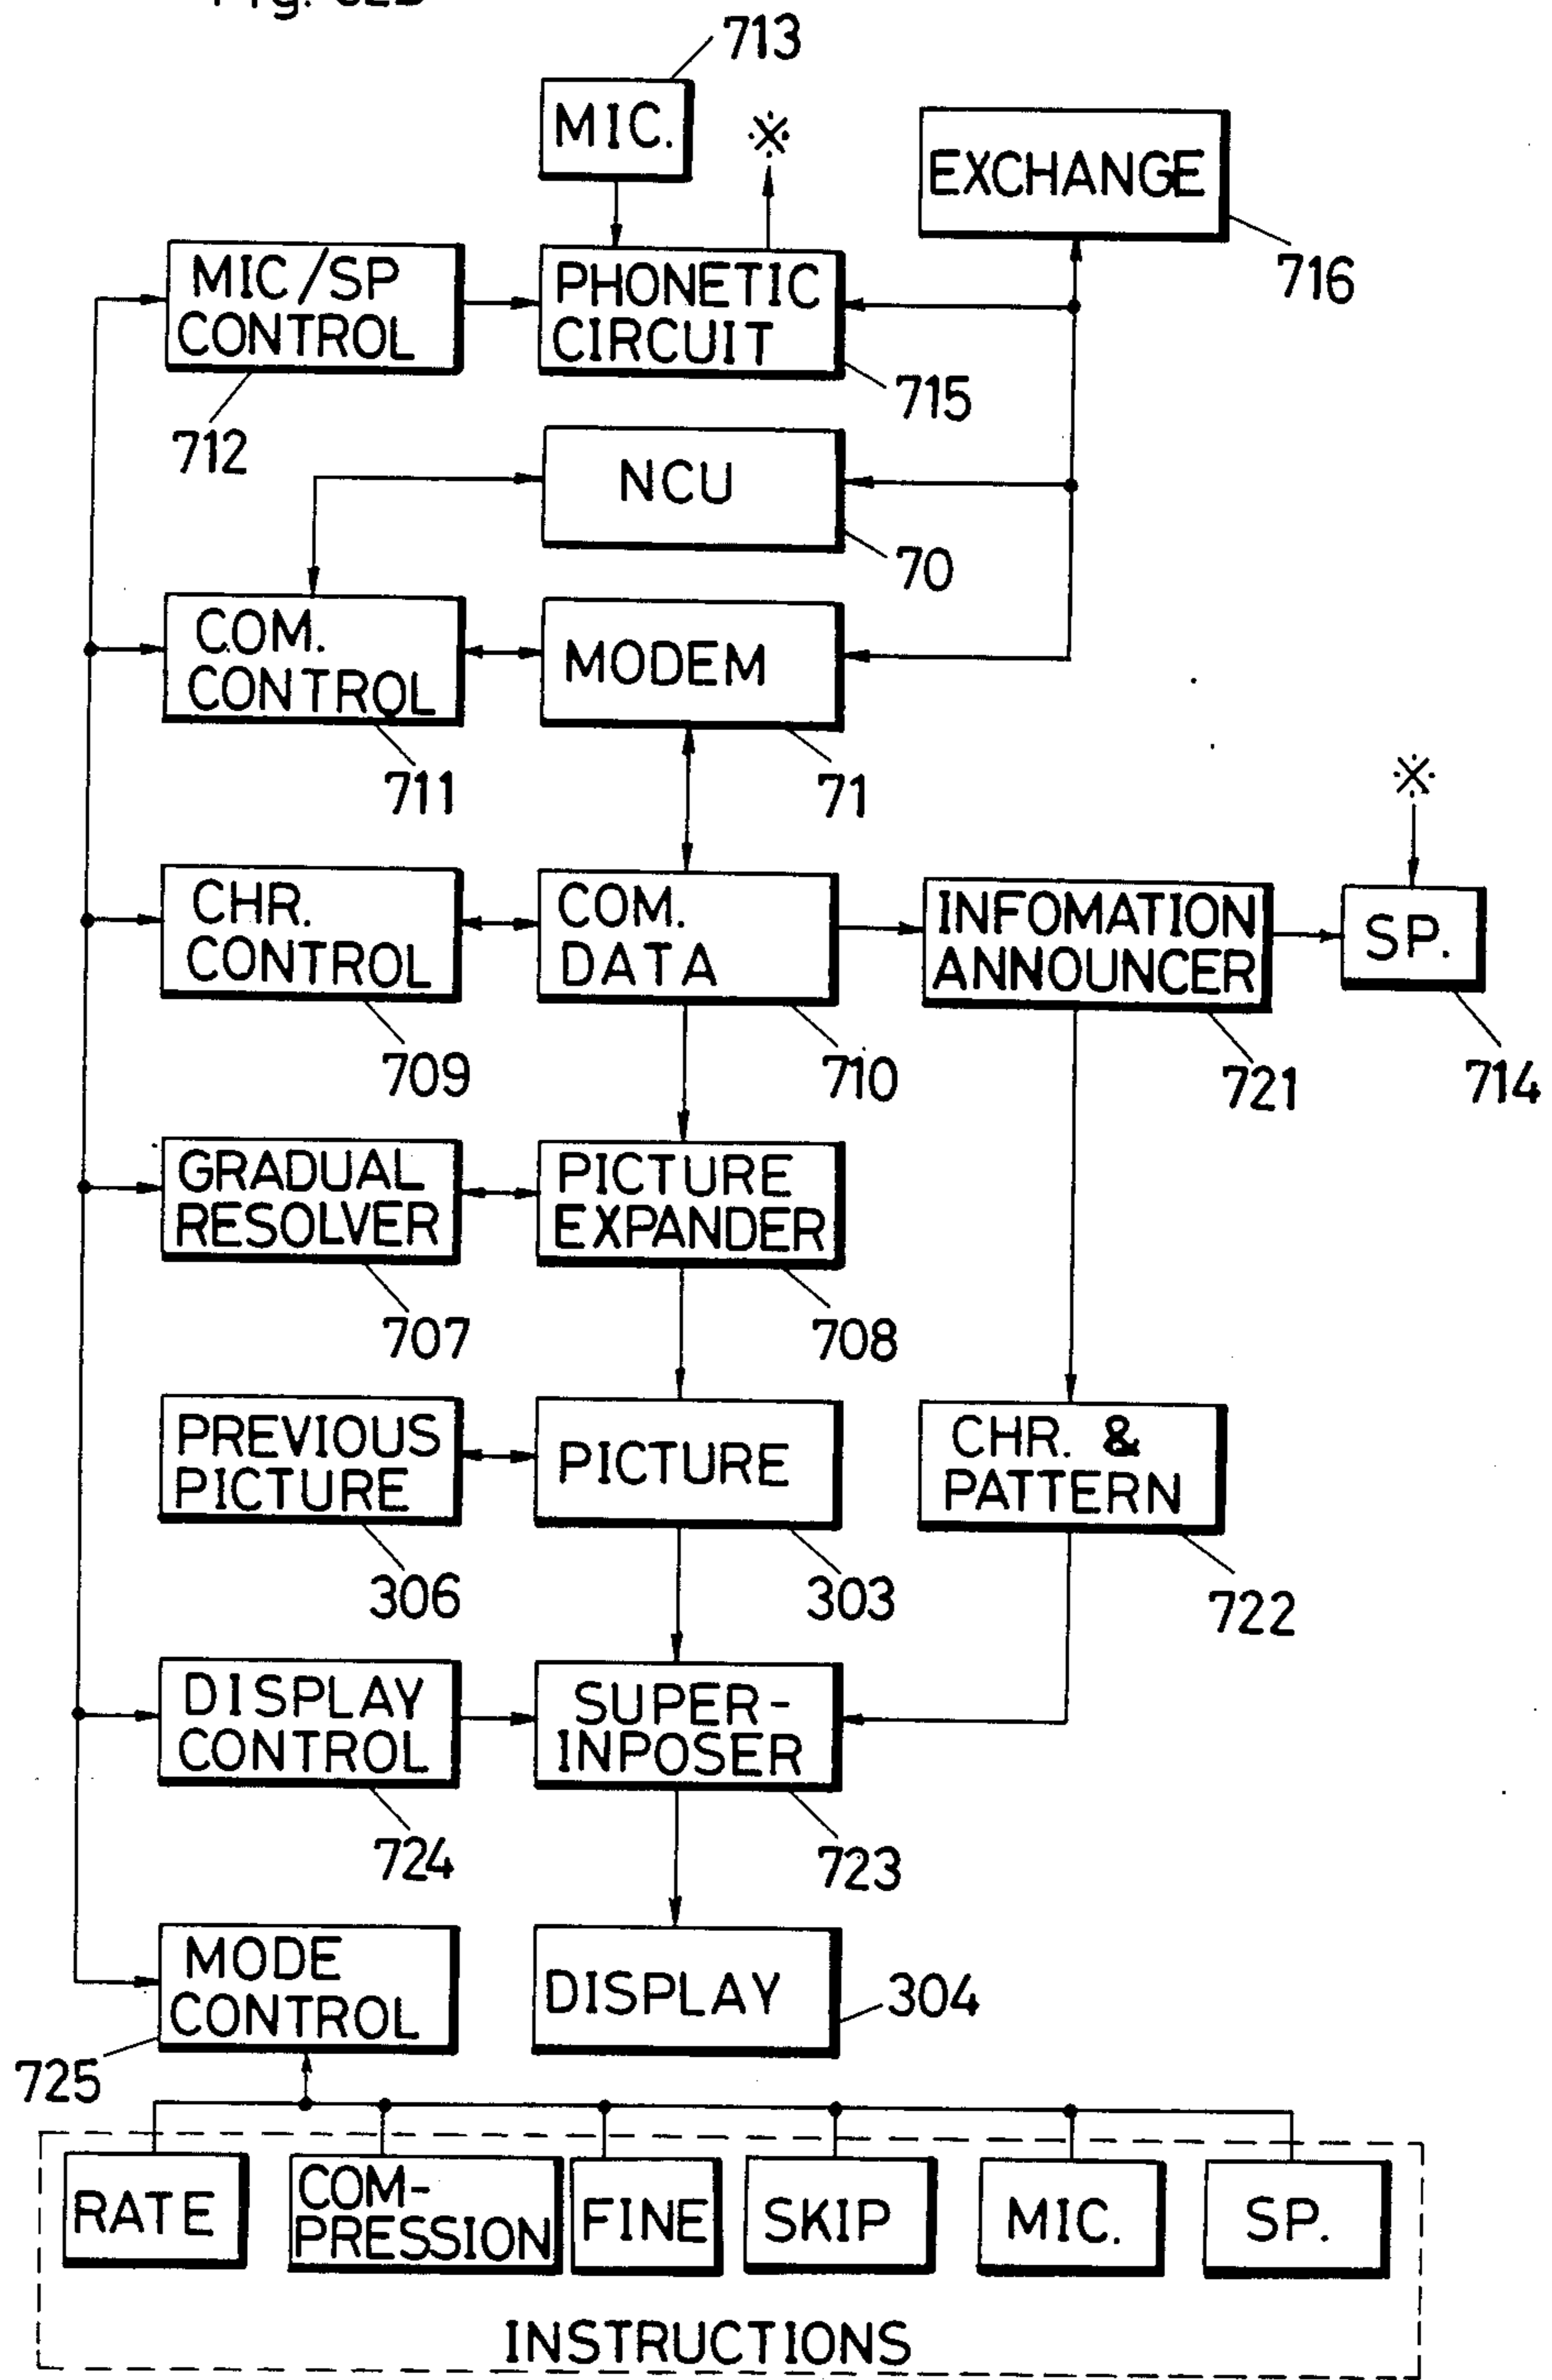 713
MIC.
※
EXCHANGE
716
MIC/SP
CONTROL
712
PHONETIC
CIRCUIT
715
NCU
70
COM.
CONTROL
711
MODEM
71
※
CHR.
CONTROL
709
COM.
DATA
710
INFOMATION
ANNOUNCER
721
SP.
714
GRADUAL
RESOLVER
707
PICTURE
EXPANDER
708
PREVIOUS
PICTURE
306
PICTURE
303
CHR. &
PATTERN
722
DISPLAY
CONTROL
724
SUPER-
INPOSER
723
MODE
CONTROL
725
DISPLAY
304
RATE
COM-
PRESSION
FINE
SKIP
MIC.
SP.
INSTRUCTIONS